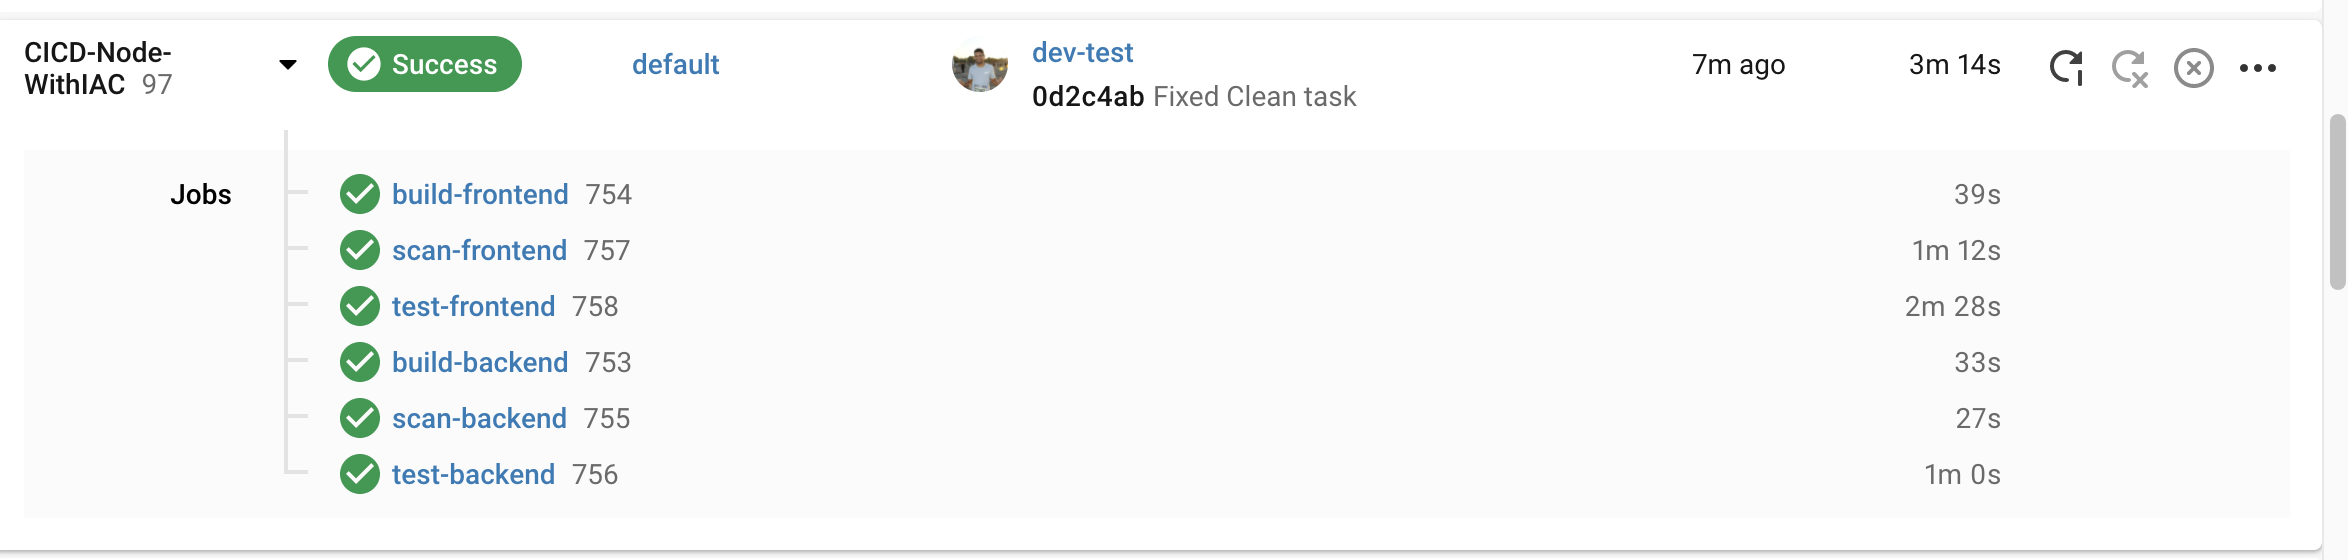 CICD-Node-
WithIAC 97
Success
default
dev-test
0d2c4ab Fixed Clean task
7m ago
3m 14s
Jobs
build-frontend 754 39s
scan-frontend 757 1m 12s
test-frontend 758 2m 28s
build-backend 753 33s
scan-backend 755 27s
test-backend 756 1m 0s